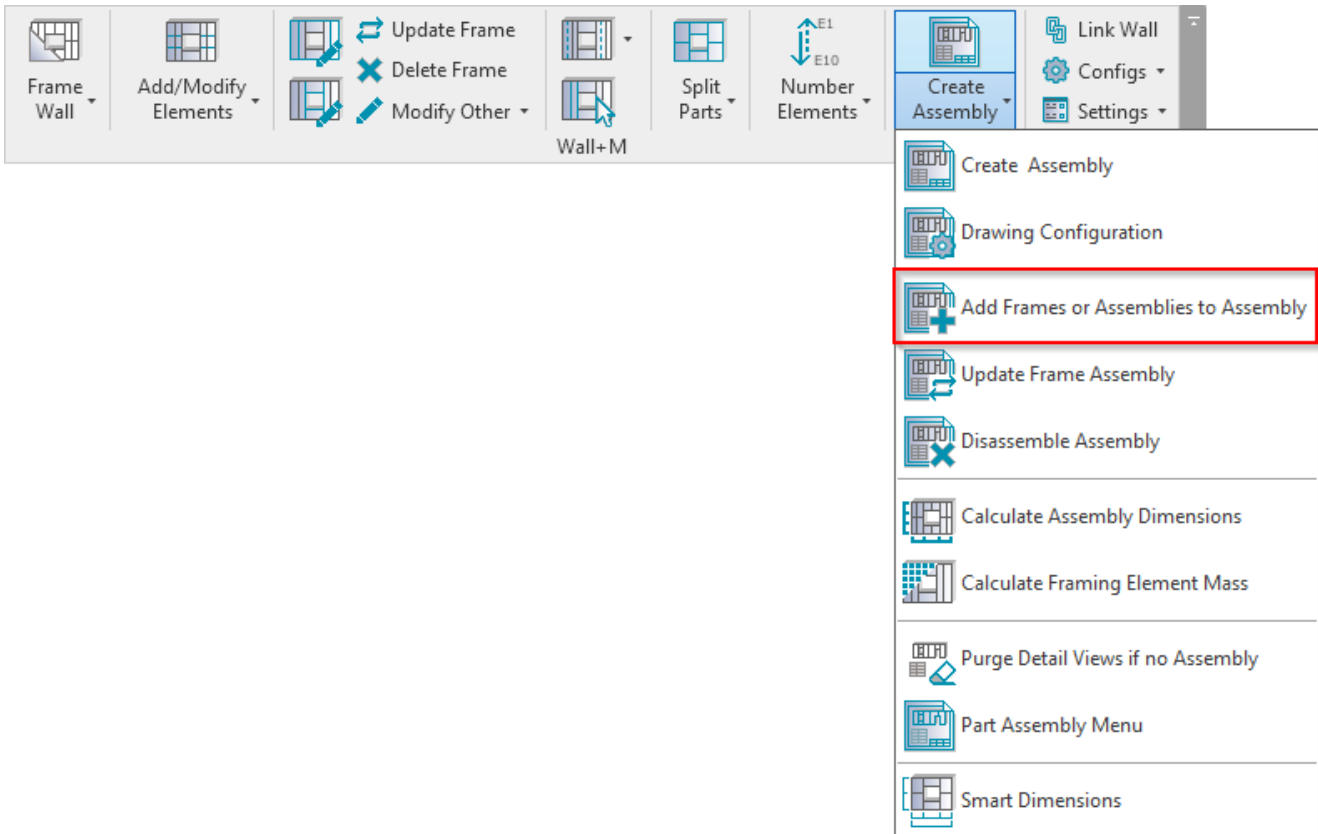 Frame
Wall
Add/Modify
Elements
Update Frame
Delete Frame
Modify Other
Split
Parts
E1
E10
Number
Elements
Create
Assembly
Link Wall
Configs
Settings
Wall+M
Create Assembly
Drawing Configuration
Add Frames or Assemblies to Assembly
Update Frame Assembly
Disassemble Assembly
Calculate Assembly Dimensions
Calculate Framing Element Mass
Purge Detail Views if no Assembly
Part Assembly Menu
Smart Dimensions